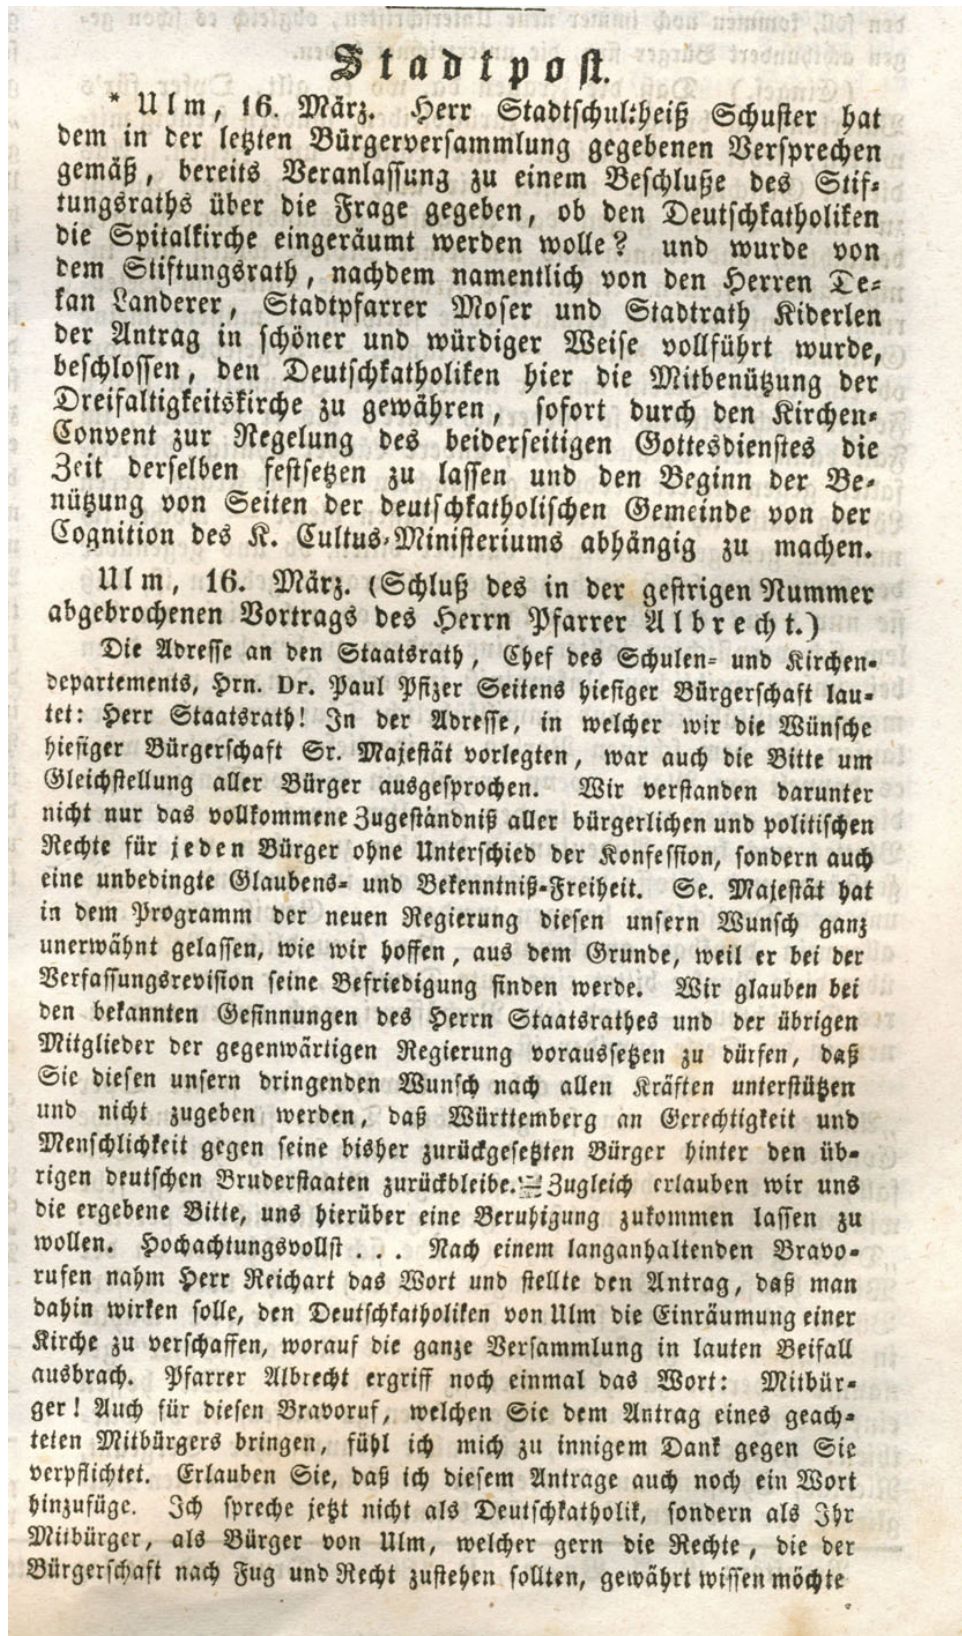 Stadtpost.
* Ulm, 16. März. Herr Stadtschultheiß Schuster hat
dem in der letzten Bürgerversammlung gegebenen Versprechen
gemäß, bereits Veranlassung zu einem Beschluße des Stif-
tungsraths über die Frage gegeben, ob den Deutschkatholiken
die Spitalkirche eingeräumt werden wolle? und wurde von
dem Stiftungsrath, nachdem namentlich von den Herren De-
kan Landerer, Stadtpfarrer Moser und Stadtrath Kiderlen
der Antrag in schöner und würdiger Weise vollführt wurde,
beschlossen, den Deutschkatholiken hier die Mitbenützung der
Dreifaltigkeitskirche zu gewähren, sofort durch den Kirchen-
Convent zur Regelung des beiderseitigen Gottesdienstes die
Zeit derselben festsetzen zu lassen und den Beginn der Be-
nützung von Seiten der deutschkatholischen Gemeinde von der
Cognition des K. Cultus-Ministeriums abhängig zu machen.
Ulm, 16. März. (Schluß des in der gestrigen Nummer
abgebrochenen Vortrags des Herrn Pfarrer Albrecht.)
Die Adresse an den Staatsrath, Chef des Schulen- und Kirchen-
departements, Hrn. Dr. Paul Pfizer Seitens hiesiger Bürgerschaft lau-
tet: Herr Staatsrath! In der Adresse, in welcher wir die Wünsche
hiesiger Bürgerschaft Sr. Majestät vorlegten, war auch die Bitte um
Gleichstellung aller Bürger ausgesprochen. Wir verstanden darunter
nicht nur das vollkommene Zugeständniß aller bürgerlichen und politischen
Rechte für jeden Bürger ohne Unterschied der Konfession, sondern auch
eine unbedingte Glaubens- und Bekenntniß-Freiheit. Se. Majestät hat
in dem Programm der neuen Regierung diesen unsern Wunsch ganz
unerwähnt gelassen, wie wir hoffen, aus dem Grunde, weil er bei der
Verfassungsrevision seine Befriedigung finden werde. Wir glauben bei
den bekannten Gesinnungen des Herrn Staatsrathes und der übrigen
Mitglieder der gegenwärtigen Regierung voraussetzen zu dürfen, daß
Sie diesen unsern dringenden Wunsch nach allen Kräften unterstützen
und nicht zugeben werden, daß Württemberg an Gerechtigkeit und
Menschlichkeit gegen seine bisher zurückgesetzten Bürger hinter den üb-
rigen deutschen Bruderstaaten zurückbleibe. Zugleich erlauben wir uns
die ergebene Bitte, uns hierüber eine Beruhigung zukommen lassen zu
wollen. Hochachtungsvollst . . . Nach einem langanhaltenden Bravo-
rufen nahm Herr Reichart das Wort und stellte den Antrag, daß man
dahin wirken solle, den Deutschkatholiken von Ulm die Einräumung einer
Kirche zu verschaffen, worauf die ganze Versammlung in lauten Beifall
ausbrach. Pfarrer Albrecht ergriff noch einmal das Wort: Mitbür-
ger! Auch für diesen Bravoruf, welchen Sie dem Antrag eines geach-
teten Mitbürgers bringen, fühl ich mich zu innigem Dank gegen Sie
verpflichtet. Erlauben Sie, daß ich diesem Antrage auch noch ein Wort
hinzufüge. Ich spreche jetzt nicht als Deutschkatholik, sondern als Ihr
Mitbürger, als Bürger von Ulm, welcher gern die Rechte, die der
Bürgerschaft nach Fug und Recht zustehen sollten, gewährt wissen möchte